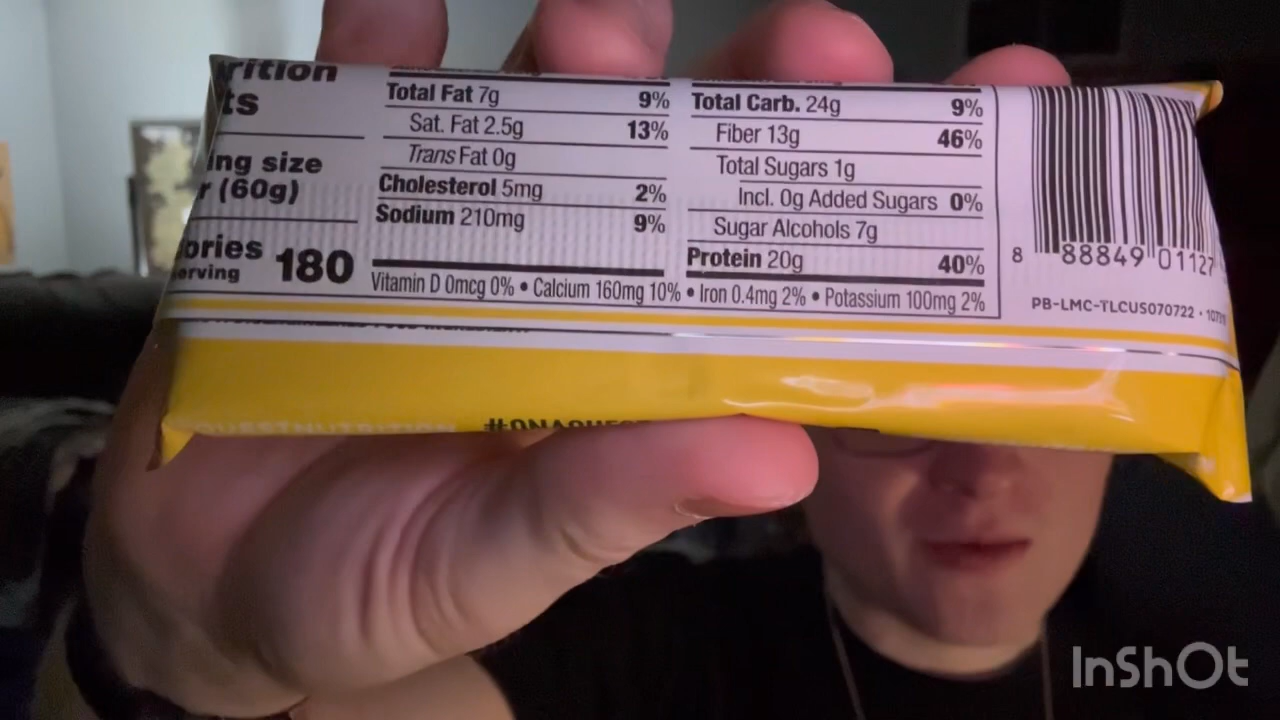 rition
ts
ing size
r (60g)
ories
erving
180
Total Fat 7g 9%
Sat. Fat 2.5g 13%
Trans Fat 0g
Cholesterol 5mg 2%
Sodium 210mg 9%
Total Carb. 24g 9%
Fiber 13g 46%
Total Sugars 1g
Incl. 0g Added Sugars 0%
Sugar Alcohols 7g
Protein 20g 40%
Vitamin D 0mcg 0% • Calcium 160mg 10% • Iron 0.4mg 2% • Potassium 100mg 2%
8 88849 01127
PB-LMC-TLCUS070722 •
InShOt